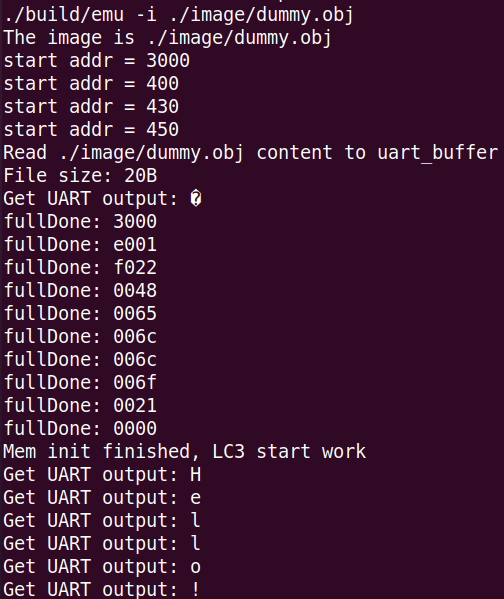 ./build/emu -i ./image/dummy.obj
The image is ./image/dummy.obj
start addr = 3000
start addr = 400
start addr = 430
start addr = 450
Read ./image/dummy.obj content to uart_buffer
File size: 20B
Get UART output: �
fullDone: 3000
fullDone: e001
fullDone: f022
fullDone: 0048
fullDone: 0065
fullDone: 006c
fullDone: 006c
fullDone: 006f
fullDone: 0021
fullDone: 0000
Mem init finished, LC3 start work
Get UART output: H
Get UART output: e
Get UART output: l
Get UART output: l
Get UART output: o
Get UART output: !